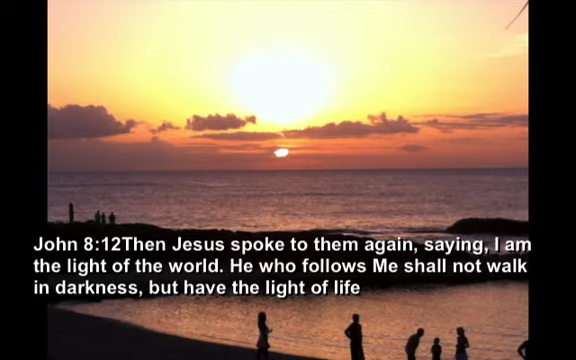 John 8:12Then Jesus spoke to them again, saying, I am
the light of the world. He who follows Me shall not walk
in darkness, but have the light of life